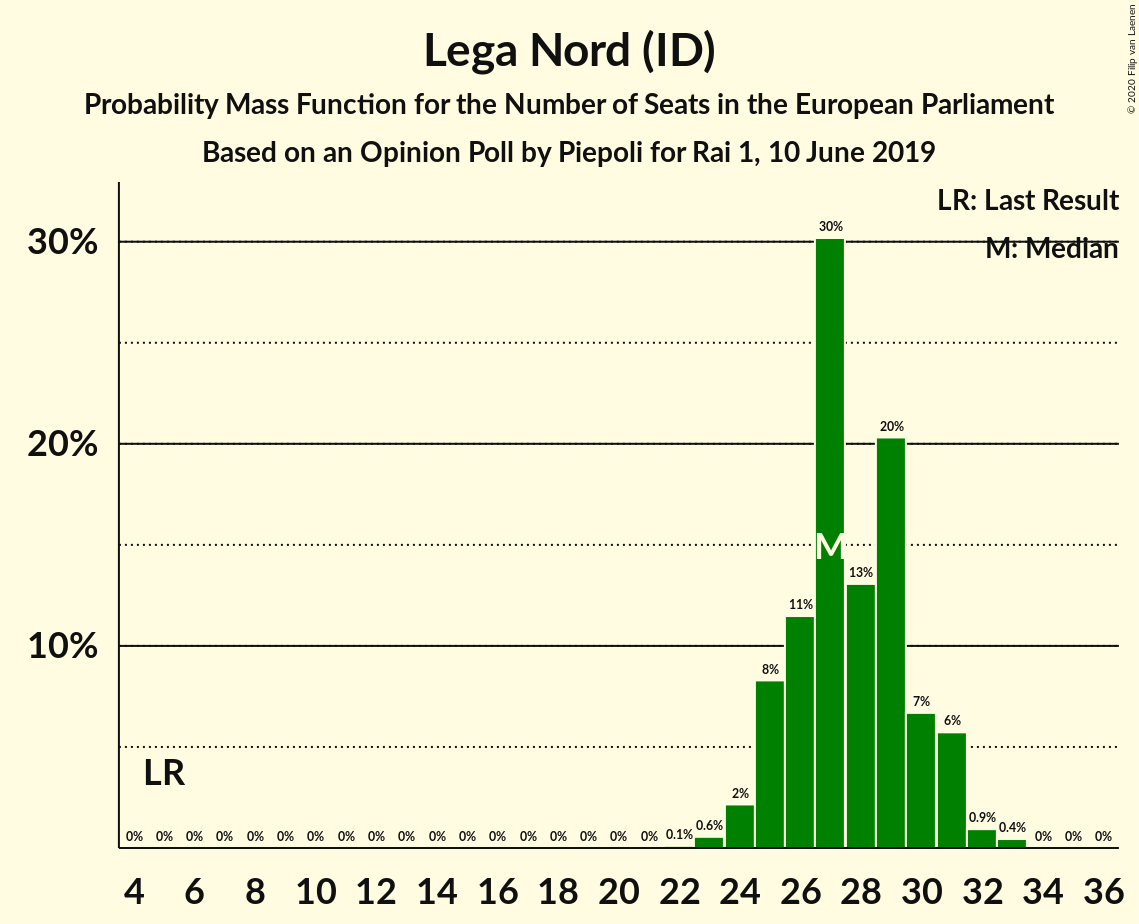 Lega Nord (ID)
Probability Mass Function for the Number of Seats in the European Parliament
Based on an Opinion Poll by Piepoli for Rai 1, 10 June 2019
© 2020 Filip van Laenen
LR: Last Result
M: Median
30%
20%
10%
LR
M
0% 0% 0% 0% 0% 0% 0% 0% 0% 0% 0% 0% 0% 0% 0% 0% 0% 0% 0.1% 0.6% 2% 8% 11% 30% 13% 20% 7% 6% 0.9% 0.4% 0% 0% 0%
4 6 8 10 12 14 16 18 20 22 24 26 28 30 32 34 36